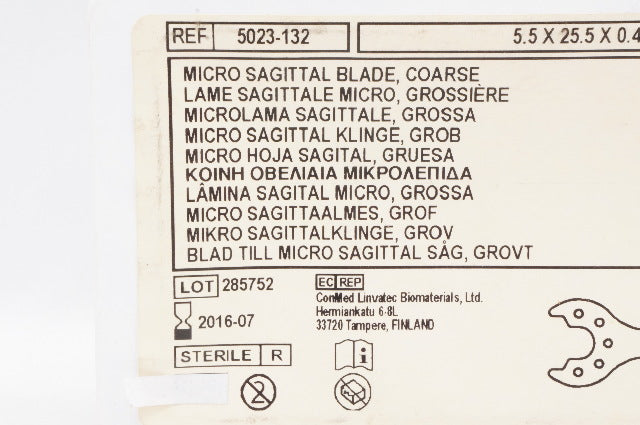 REF 5023-132 5.5 X 25.5 X 0.4
MICRO SAGITTAL BLADE, COARSE
LAME SAGITTALE MICRO, GROSSIÈRE
MICROLAMA SAGITTALE, GROSSA
MICRO SAGITTAL KLINGE, GROB
MICRO HOJA SAGITAL, GRUESA
ΚΟΙΝΗ ΟΒΕΛΙΑΙΑ ΜΙΚΡΟΛΕΠΙΔΑ
LÂMINA SAGITAL MICRO, GROSSA
MICRO SAGITTAALMES, GROF
MIKRO SAGITTALKLINGE, GROV
BLAD TILL MICRO SAGITTAL SÅG, GROVT
LOT 285752
EC REP
ConMed Linvatec Biomaterials, Ltd.
Hermiankatu 6-8L
33720 Tampere, FINLAND
2016-07
STERILE R
i
2